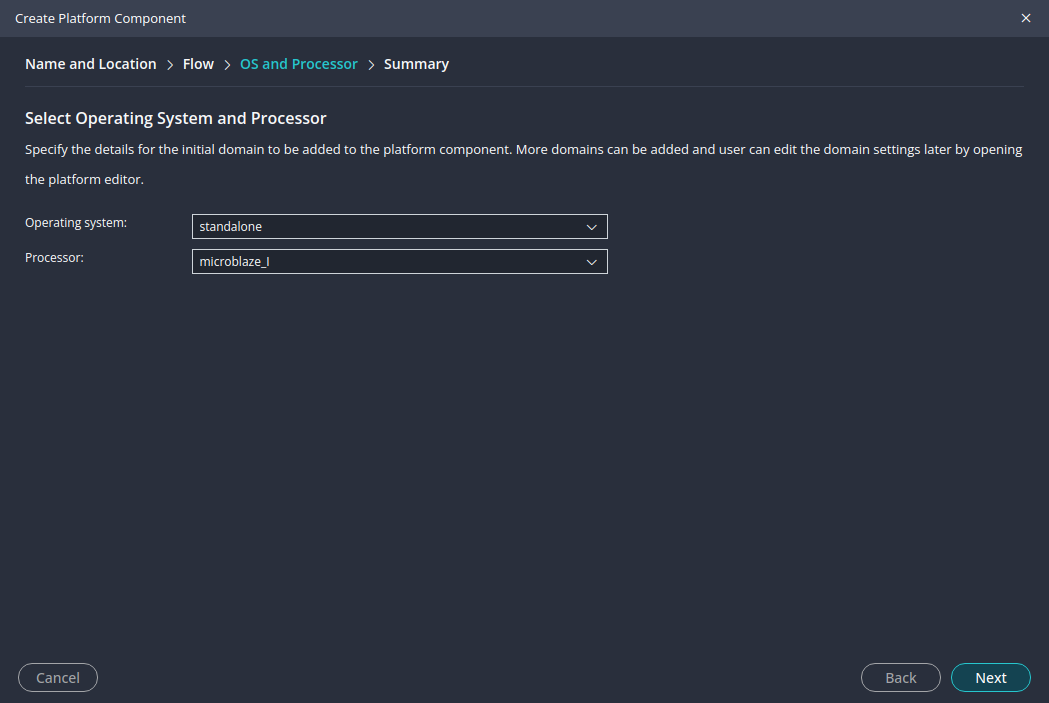 Create Platform Component
Name and Location > Flow > OS and Processor > Summary
Select Operating System and Processor
Specify the details for the initial domain to be added to the platform component. More domains can be added and user can edit the domain settings later by opening
the platform editor.
Operating system: standalone
Processor: microblaze_I
Cancel Back Next